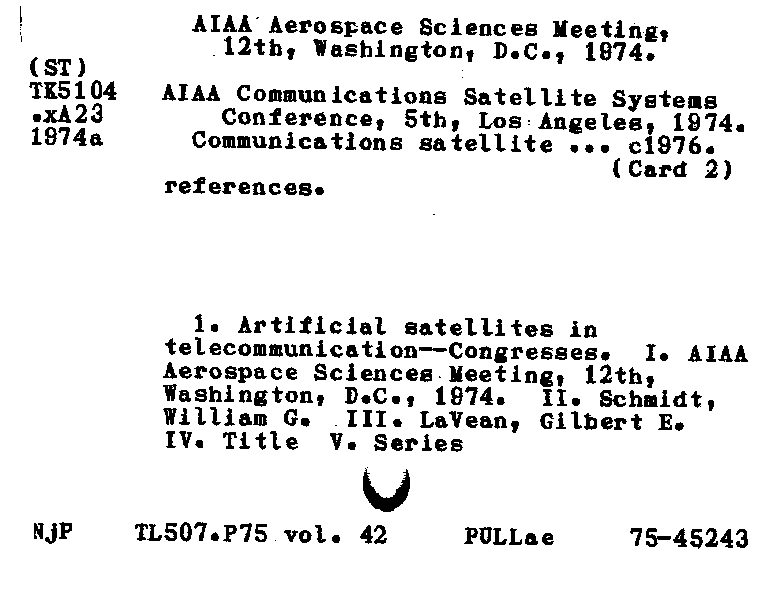 AIAA Aerospace Sciences Meeting,
12th, Washington, D.C., 1974.
(ST)
TK5104 AIAA Communications Satellite Systems
.xA23 Conference, 5th, Los Angeles, 1974.
1974a Communications satellite ... c1976.
(Card 2)
references.
1. Artificial satellites in
telecommunication--Congresses. I. AIAA
Aerospace Sciences Meeting, 12th,
Washington, D.C., 1974. II. Schmidt,
William G. III. LaVean, Gilbert E.
IV. Title V. Series
NjP TL507.P75 vol. 42 PULLae 75-45243